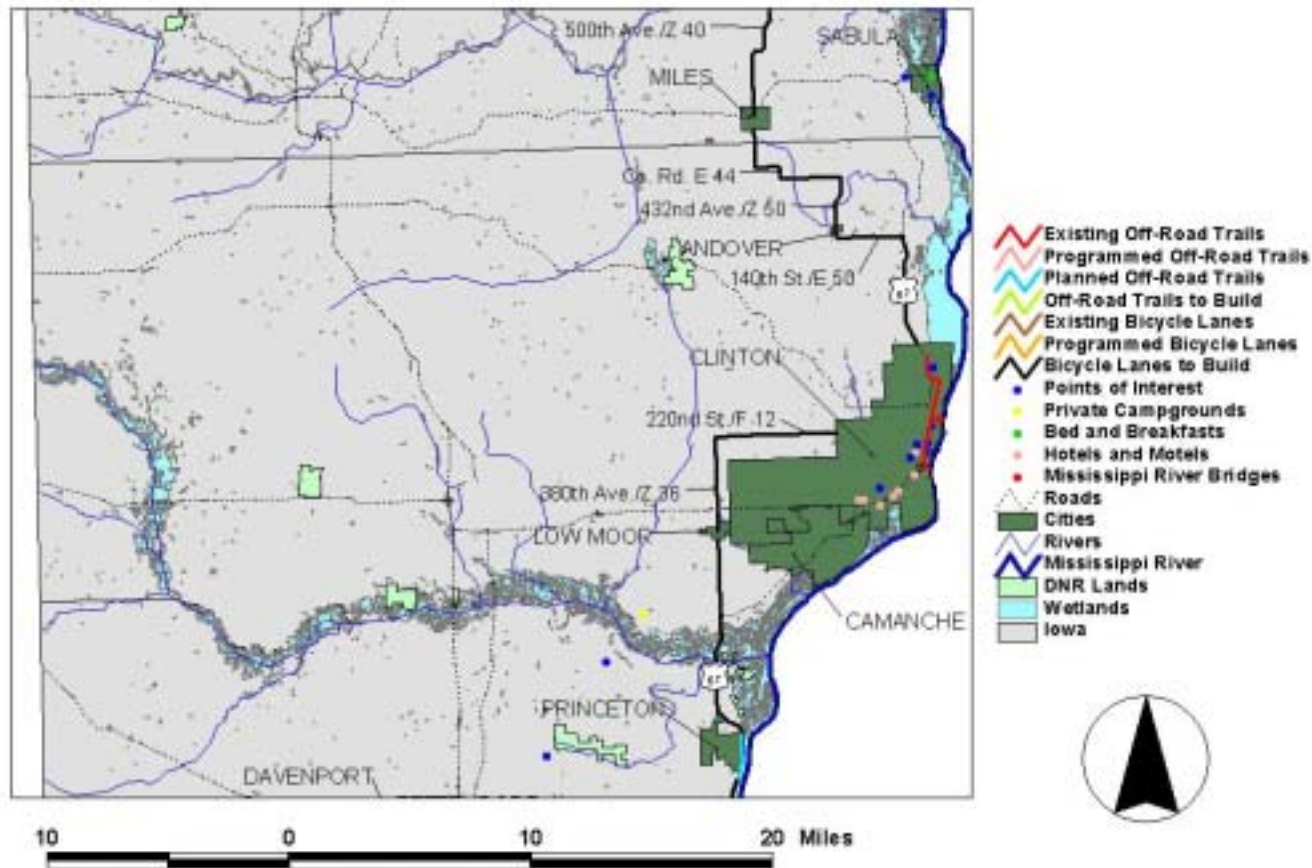 500th Ave./Z 40
SABULA
MILES
Co. Rd. E 44
432nd Ave./Z 50
ANDOVER
140th St./E 50
67
CLINTON
220nd St./F 12
380th Ave./Z 36
LOW MOOR
CAMANCHE
67
PRINCETON
DAVENPORT
Existing Off-Road Trails
Programmed Off-Road Trails
Planned Off-Road Trails
Off-Road Trails to Build
Existing Bicycle Lanes
Programmed Bicycle Lanes
Bicycle Lanes to Build
Points of Interest
Private Campgrounds
Bed and Breakfasts
Hotels and Motels
Mississippi River Bridges
Roads
Cities
Rivers
Mississippi River
DNR Lands
Wetlands
Iowa
10 0 10 20 Miles